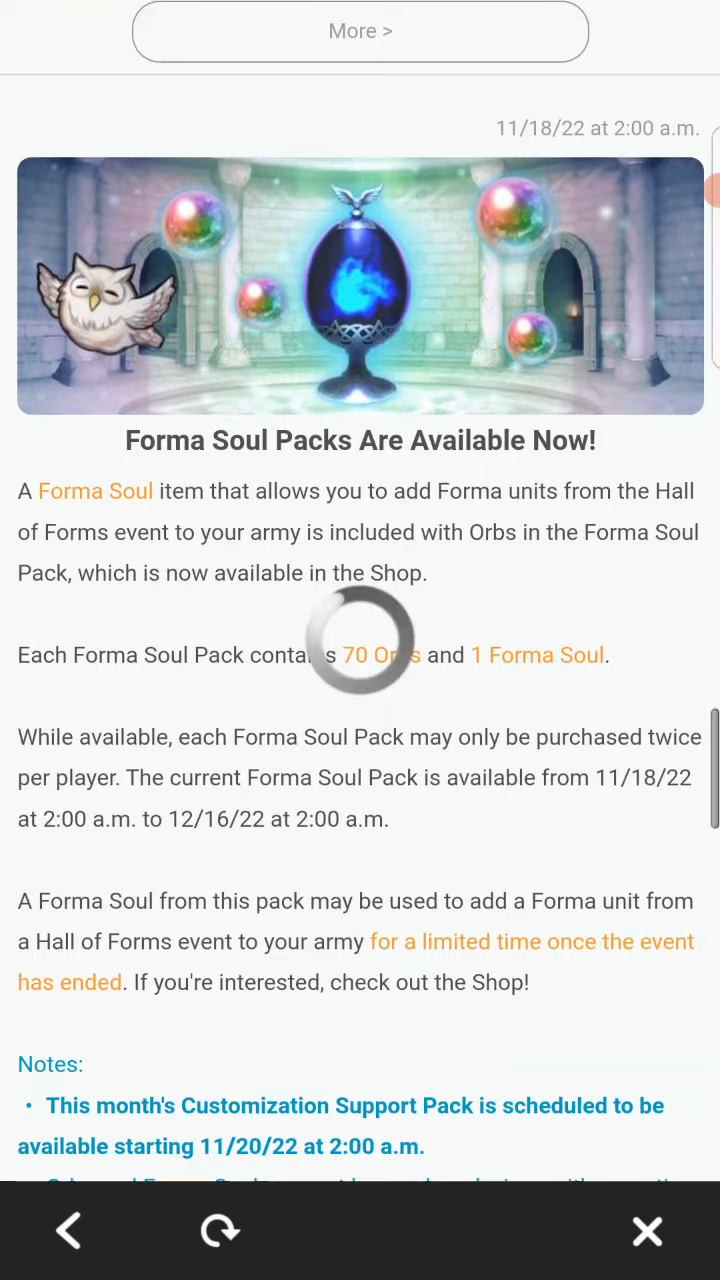 More >
11/18/22 at 2:00 a.m.
Forma Soul Packs Are Available Now!
A Forma Soul item that allows you to add Forma units from the Hall
of Forms event to your army is included with Orbs in the Forma Soul
Pack, which is now available in the Shop.
Each Forma Soul Pack contains 70 Orbs and 1 Forma Soul.
While available, each Forma Soul Pack may only be purchased twice
per player. The current Forma Soul Pack is available from 11/18/22
at 2:00 a.m. to 12/16/22 at 2:00 a.m.
A Forma Soul from this pack may be used to add a Forma unit from
a Hall of Forms event to your army for a limited time once the event
has ended. If you're interested, check out the Shop!
Notes:
• This month's Customization Support Pack is scheduled to be
available starting 11/20/22 at 2:00 a.m.